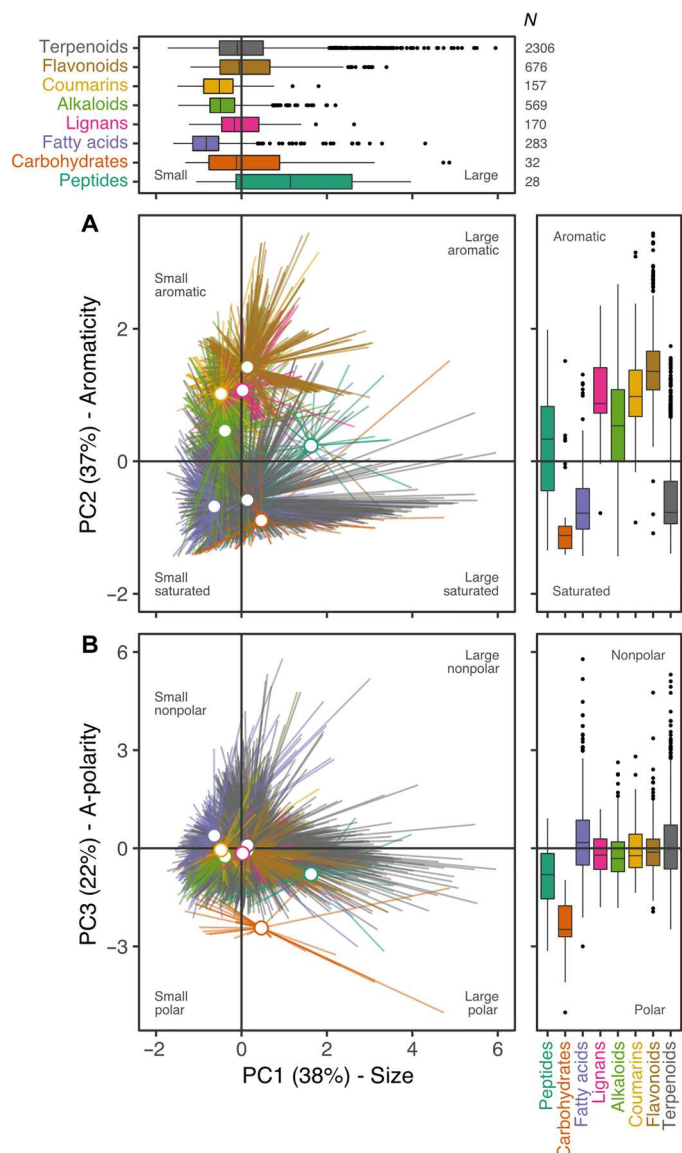 N
Terpenoids 2306
Flavonoids 676
Coumarins 157
Alkaloids 569
Lignans 170
Fatty acids 283
Carbohydrates 32
Peptides 28
Small Large
A
Large
aromatic
Small
aromatic
Aromatic
2
0
−2
PC2 (37%) - Aromaticity
Small
saturated
Large
saturated
Saturated
B
Large
nonpolar
Small
nonpolar
Nonpolar
6
3
0
−3
PC3 (22%) - A-polarity
Small
polar
Large
polar
Polar
−2 0 2 4 6
PC1 (38%) - Size
Peptides
Carbohydrates
Fatty acids
Lignans
Alkaloids
Coumarins
Flavonoids
Terpenoids